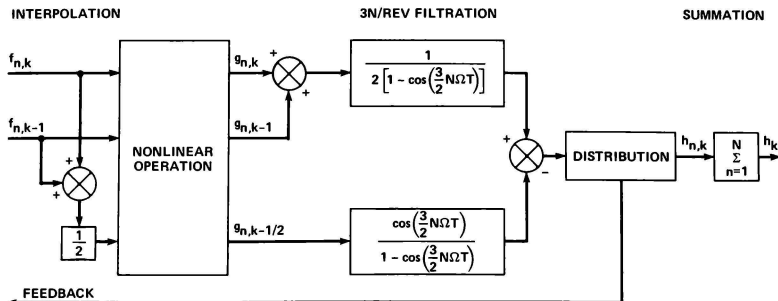 INTERPOLATION
3N/REV FILTRATION
SUMMATION
f_{n,k}
g_{n,k}
+
+
1
2 [1 - cos(3/2 NΩT)]
f_{n,k-1}
g_{n,k-1}
NONLINEAR
OPERATION
+
+
+
-
DISTRIBUTION
h_{n,k}
N
Σ
n=1
h_k
1
2
g_{n,k-1/2}
cos(3/2 NΩT)
1 - cos(3/2 NΩT)
FEEDBACK